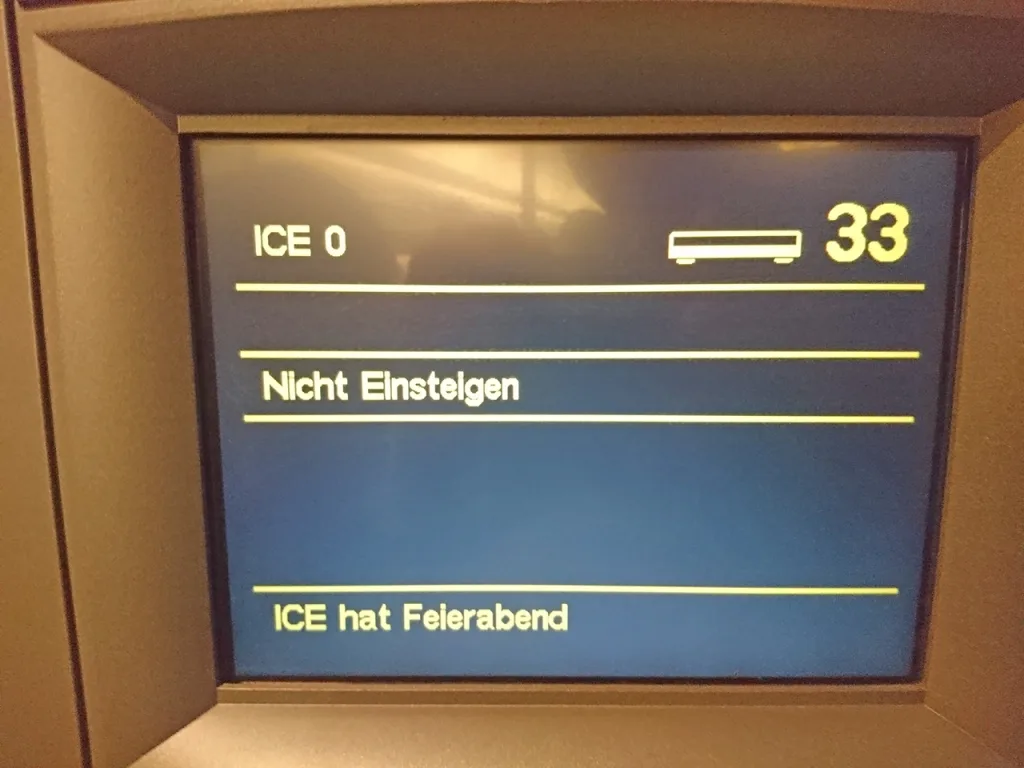 ICE 0 33
Nicht Einsteigen
ICE hat Feierabend